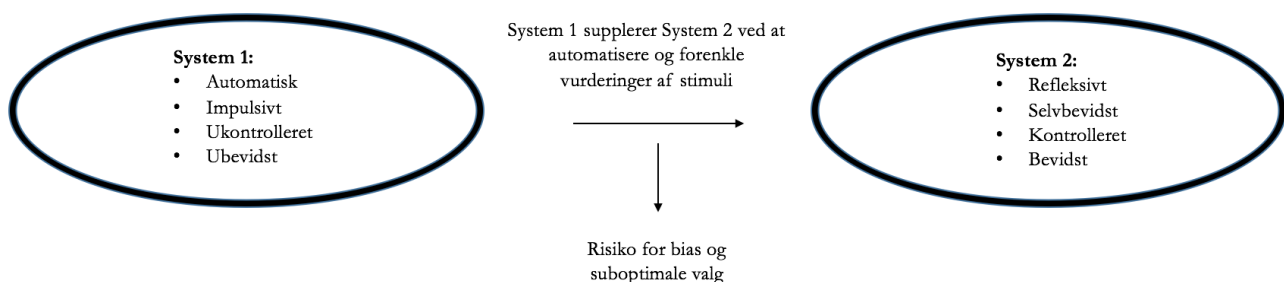 System 1:
• Automatisk
• Impulsivt
• Ukontrolleret
• Ubevidst
System 1 supplerer System 2 ved at
automatisere og forenkle
vurderinger af stimuli
Risiko for bias og
suboptimale valg
System 2:
• Refleksivt
• Selvbevidst
• Kontrolleret
• Bevidst